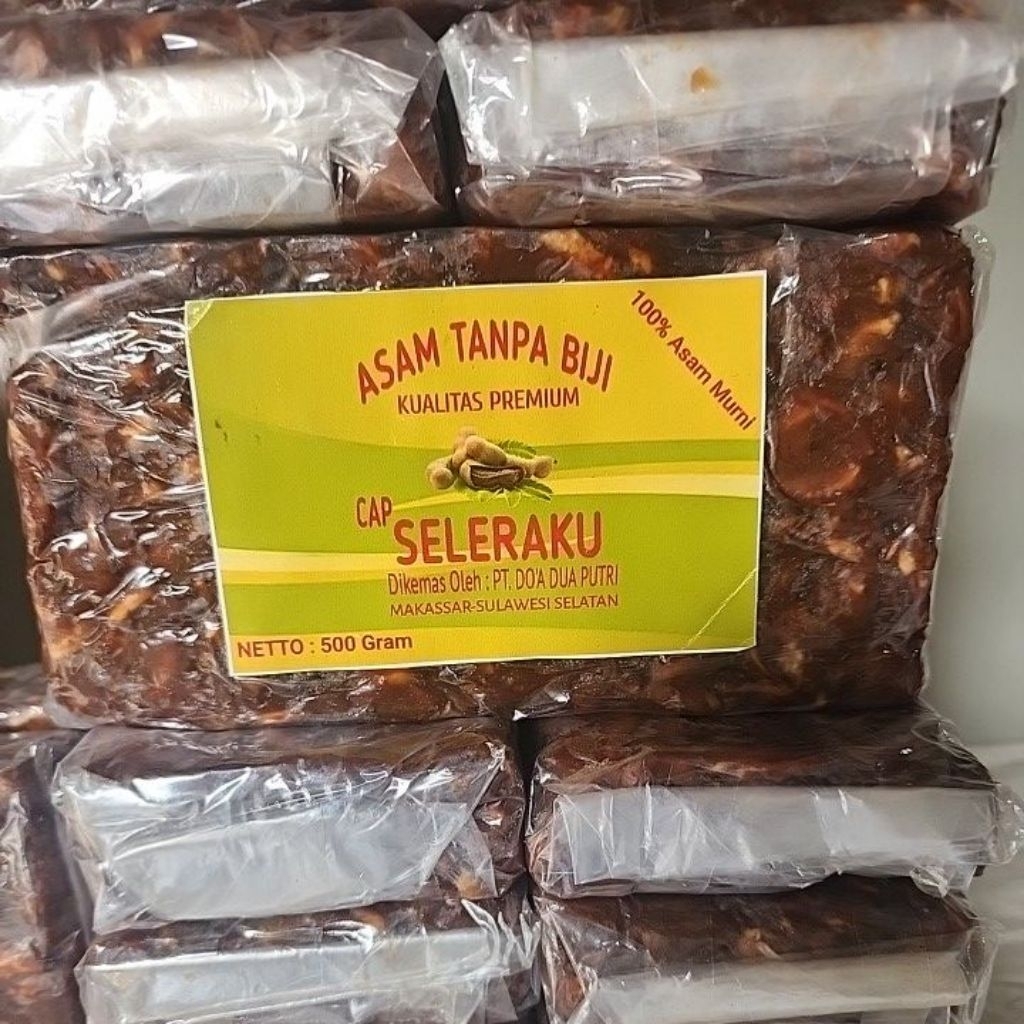 100% Asam Murni
ASAM TANPA BIJI
KUALITAS PREMIUM
CAP
SELERAKU
Dikemas Oleh : PT. DO'A DUA PUTRI
MAKASSAR-SULAWESI SELATAN
NETTO : 500 Gram